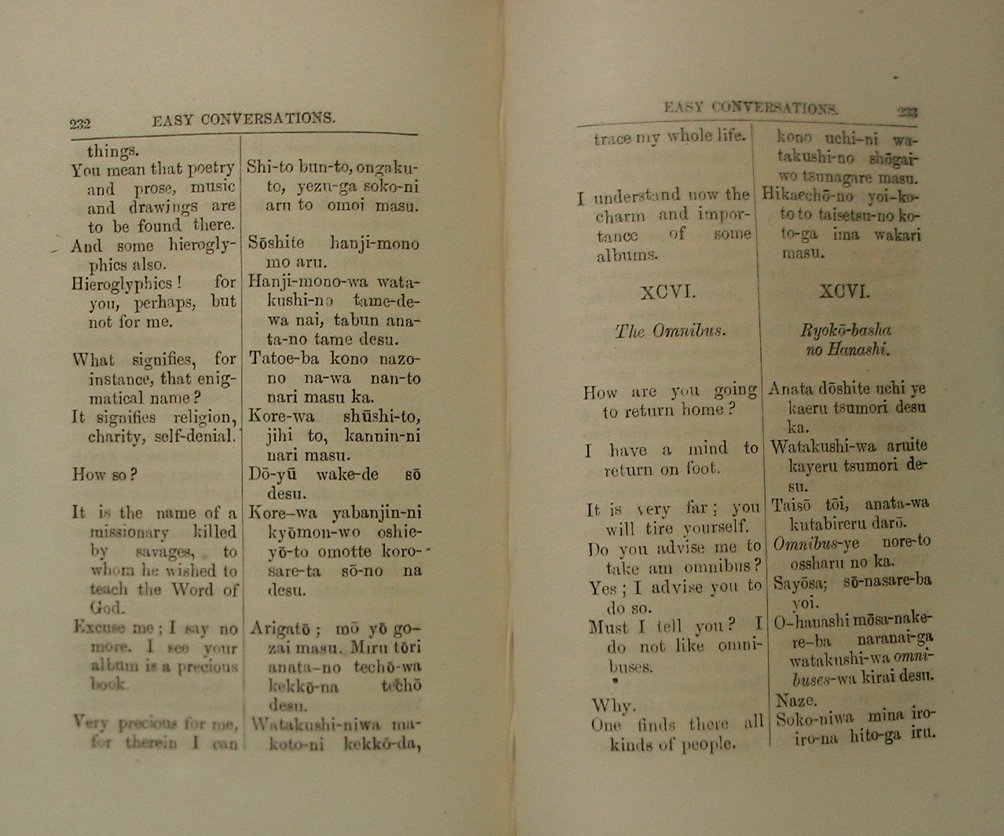 232
EASY CONVERSATIONS.
things.
You mean that poetry
and prose, music
and drawings are
to be found there.
And some hierogly-
phics also.
Hieroglyphics! for
you, perhaps, but
not for me.
What signifies, for
instance, that enig-
matical name?
It signifies religion,
charity, self-denial.
How so?
It is the name of a
missionary killed
by savages, to
whom he wished to
teach the Word of
God.
Excuse me; I say no
more. I see your
album is a precious
book.
Very precious for me,
for therein I can
Shi-to bun-to, ongaku-
to, yezu-ga soko-ni
aru to omoi masu.
Sōshite hanji-mono
mo aru.
Hanji-mono-wa wata-
kushi-no tame-de-
wa nai, tabun ana-
ta-no tame desu.
Tatoe-ba kono nazo-
no na-wa nan-to
nari masu ka.
Kore-wa shūshi-to,
jihi to, kannin-ni
nari masu.
Dō-yū wake-de sō
desu.
Kore-wa yabanjin-ni
kyōmon-wo oshie-
yō-to omotte koro-
sare-ta sō-no na
desu.
Arigatō; mō yō go-
zai masu. Miru tōri
anata-no techō-wa
kekkō-na techō
desu.
Watakushi-niwa ma-
koto-ni kekkō-da,
EASY CONVERSATIONS.
233
trace my whole life.
I understand now the
charm and impor-
tance of some
albums.
XCVI.
The Omnibus.
How are you going
to return home?
I have a mind to
return on foot.
It is very far; you
will tire yourself.
Do you advise me to
take am omnibus?
Yes; I advise you to
do so.
Must I tell you? I
do not like omni-
buses.
Why.
One finds there all
kinds of people.
kono uchi-ni wa-
takushi-no shōgai-
wo tsunagare masu.
Hikaechō-no yoi-ko-
to to taisetsu-no ko-
to-ga ima wakari
masu.
XCVI.
Ryokō-basha
no Hanashi.
Anata dōshite uchi ye
kaeru tsumori desu
ka.
Watakushi-wa aruite
kayeru tsumori de-
su.
Taisō tōi, anata-wa
kutabireru darō.
Omnibus-ye nore-to
ossharu no ka.
Sayōsa; sō-nasare-ba
yoi.
O-hanashi mōsa-nake-
re-ba naranai-ga
watakushi-wa omni-
buses-wa kirai desu.
Naze.
Soko-niwa mina iro-
iro-na hito-ga iru.